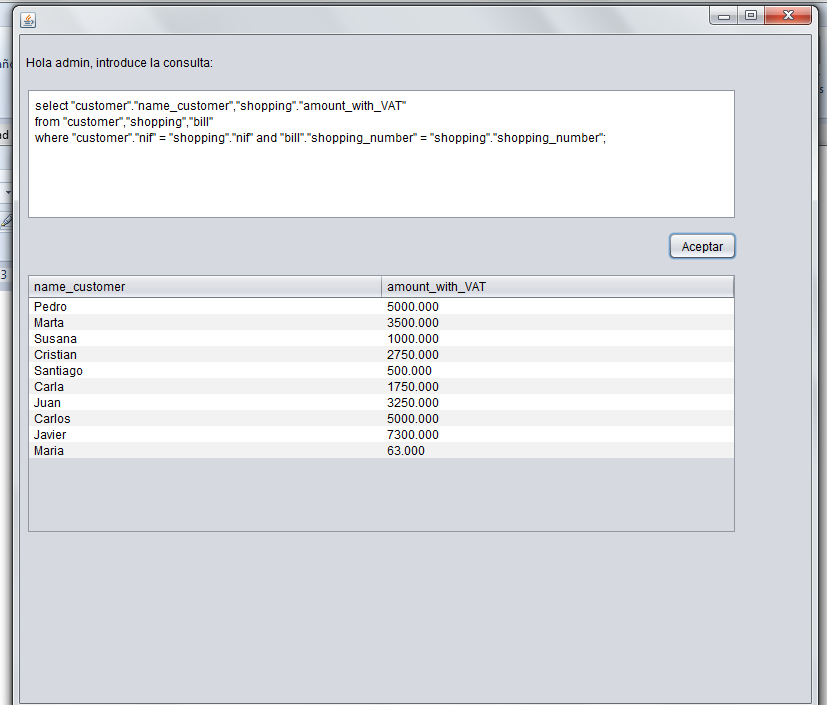 Hola admin, introduce la consulta:
select "customer"."name_customer","shopping"."amount_with_VAT"
from "customer","shopping","bill"
where "customer"."nif" = "shopping"."nif" and "bill"."shopping_number" = "shopping"."shopping_number";
Aceptar
name_customer amount_with_VAT
Pedro 5000.000
Marta 3500.000
Susana 1000.000
Cristian 2750.000
Santiago 500.000
Carla 1750.000
Juan 3250.000
Carlos 5000.000
Javier 7300.000
Maria 63.000
3